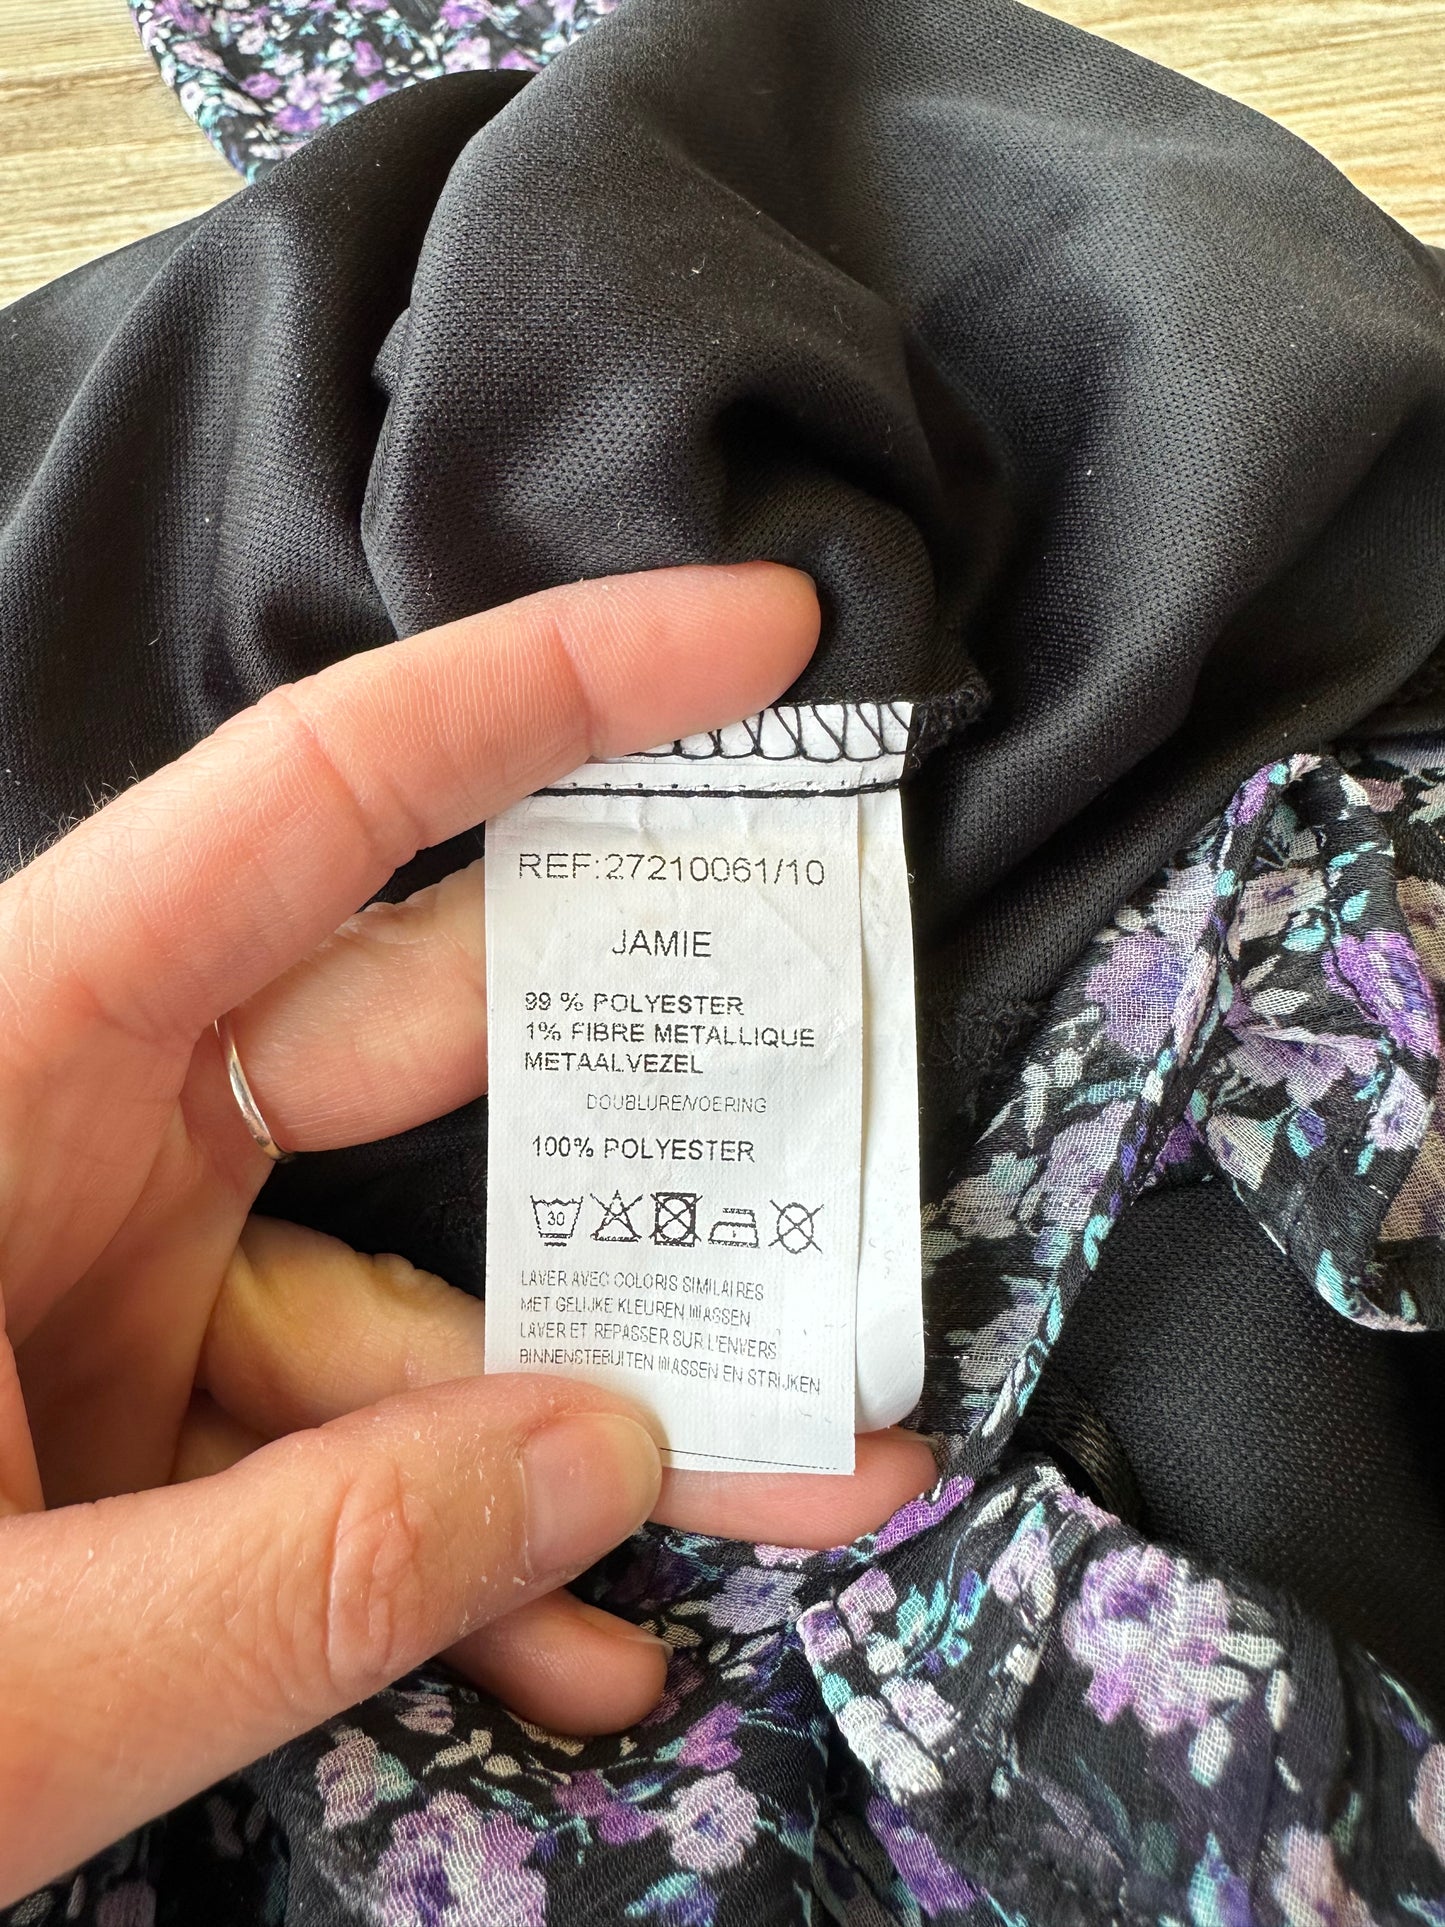 REF:27210061/10
JAMIE
99 % POLYESTER
1% FIBRE METALLIQUE
METAALVEZEL
DOUBLURE/VOERING
100% POLYESTER
30
LAVER AVEC COLORIS SIMILAIRES
MET GELIJKE KLEUREN WASSEN
LAVER ET REPASSER SUR L'ENVERS
BINNENSTEBUITEN WASSEN EN STRIJKEN